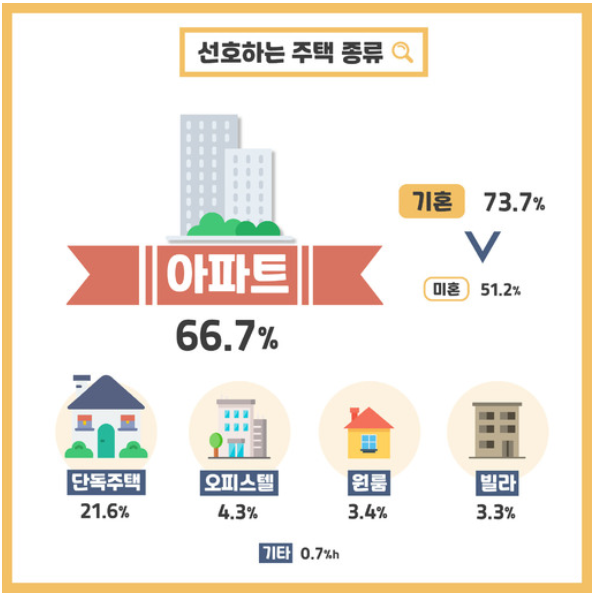 선호하는 주택 종류
아파트
66.7%
기혼 73.7%
미혼 51.2%
단독주택
21.6%
오피스텔
4.3%
원룸
3.4%
빌라
3.3%
기타 0.7%h